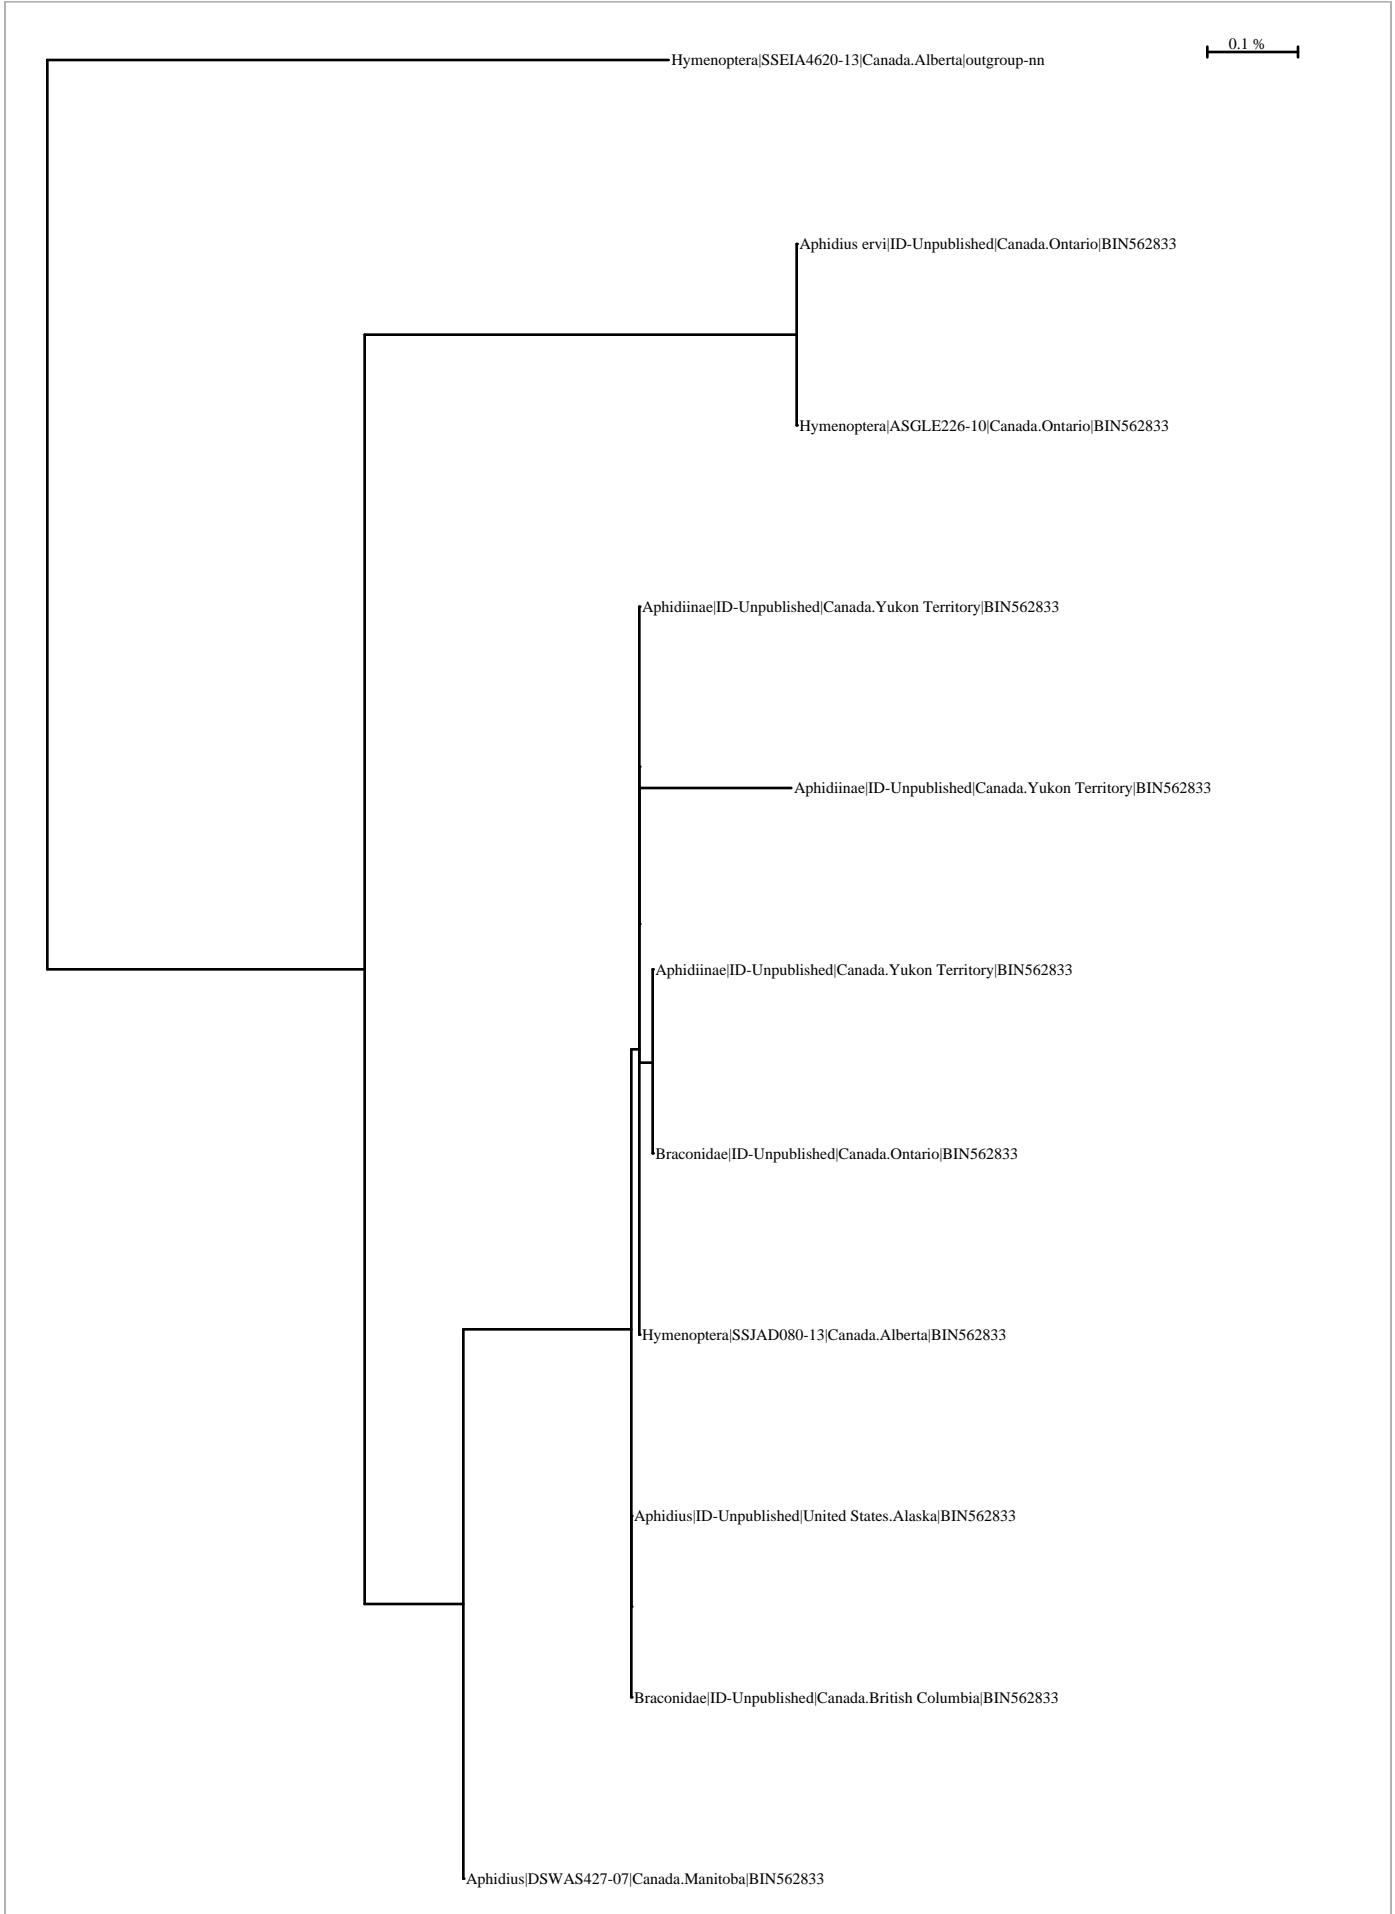 0.1 %
Hymenoptera|SSEIA4620-13|Canada.Alberta|outgroup-nn
Aphidius ervi|ID-Unpublished|Canada.Ontario|BIN562833
Hymenoptera|ASGLE226-10|Canada.Ontario|BIN562833
Aphidiinae|ID-Unpublished|Canada.Yukon Territory|BIN562833
Aphidiinae|ID-Unpublished|Canada.Yukon Territory|BIN562833
Aphidiinae|ID-Unpublished|Canada.Yukon Territory|BIN562833
Braconidae|ID-Unpublished|Canada.Ontario|BIN562833
Hymenoptera|SSJAD080-13|Canada.Alberta|BIN562833
Aphidius|ID-Unpublished|United States.Alaska|BIN562833
Braconidae|ID-Unpublished|Canada.British Columbia|BIN562833
Aphidius|DSWAS427-07|Canada.Manitoba|BIN562833